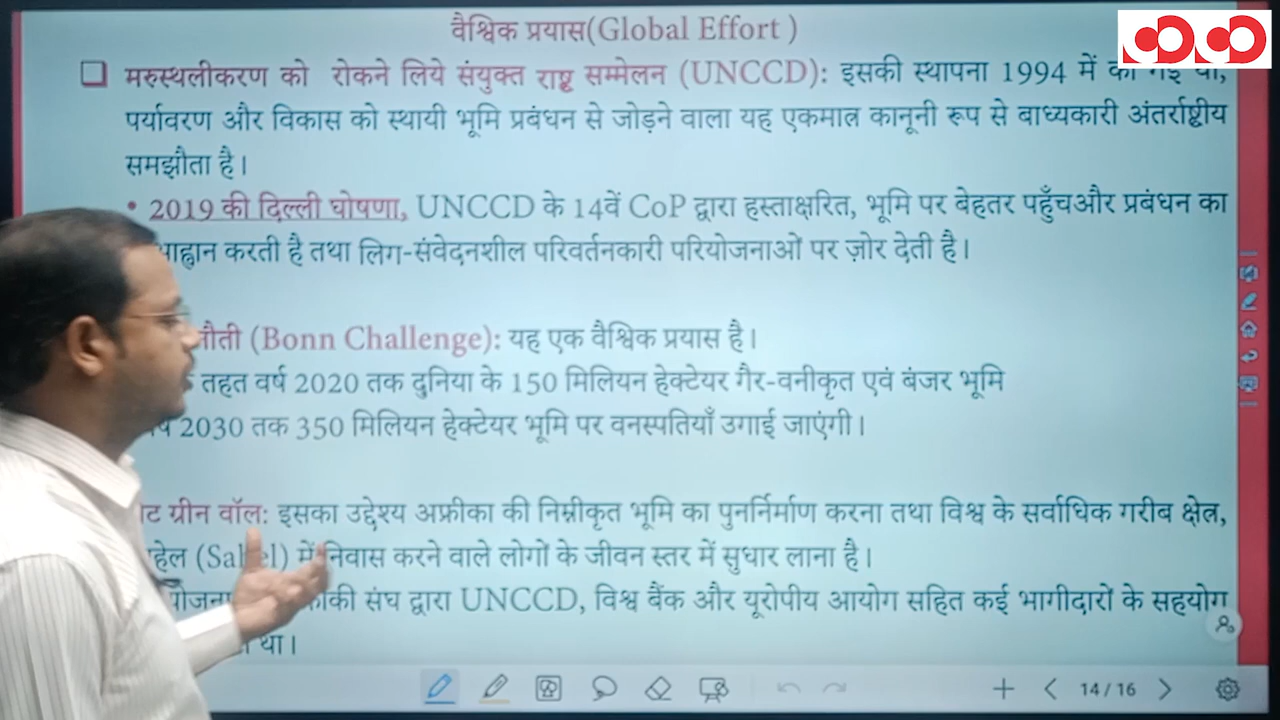 वैश्विक प्रयास(Global Effort )
मरुस्थलीकरण को रोकने लिये संयुक्त राष्ट्र सम्मेलन (UNCCD): इसकी स्थापना 1994 में
पर्यावरण और विकास को स्थायी भूमि प्रबंधन से जोड़ने वाला यह एकमात्र कानूनी रूप से बाध्यकारी अंतर्राष्ट्रीय
समझौता है।
• 2019 की दिल्ली घोषणा, UNCCD के 14वें CoP द्वारा हस्ताक्षरित, भूमि पर बेहतर पहुँचऔर प्रबंधन का
करती है तथा लिग-संवेदनशील परिवर्तनकारी परियोजनाओं पर ज़ोर देती है।
(Bonn Challenge): यह एक वैश्विक प्रयास है।
तहत वर्ष 2020 तक दुनिया के 150 मिलियन हेक्टेयर गैर-वनीकृत एवं बंजर भूमि
2030 तक 350 मिलियन हेक्टेयर भूमि पर वनस्पतियाँ उगाई जाएंगी।
ग्रीन वॉल: इसका उद्देश्य अफ्रीका की निम्नीकृत भूमि का पुनर्निर्माण करना तथा विश्व के सर्वाधिक गरीब क्षेत्र,
में निवास करने वाले लोगों के जीवन स्तर में सुधार लाना है।
संघ द्वारा UNCCD, विश्व बैंक और यूरोपीय आयोग सहित कई भागीदारों के सहयोग
था।
14/16